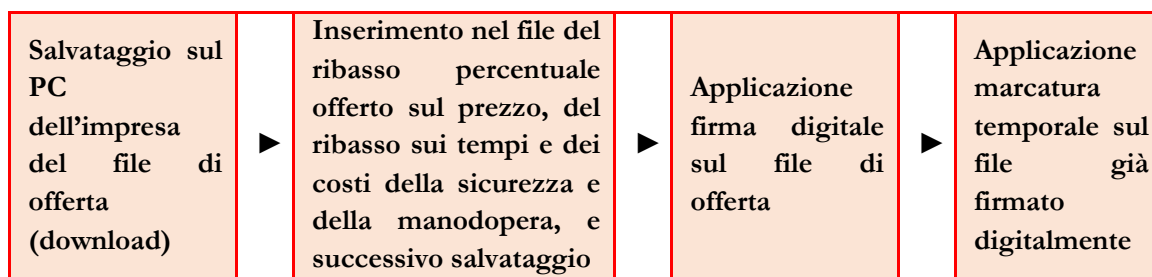 Salvataggio sul
PC
dell’impresa
del file di
offerta
(download)
►
Inserimento nel file del
ribasso percentuale
offerto sul prezzo, del
ribasso sui tempi e dei
costi della sicurezza e
della manodopera, e
successivo salvataggio
►
Applicazione
firma digitale
sul file di
offerta
►
Applicazione
marcatura
temporale sul
file già
firmato
digitalmente